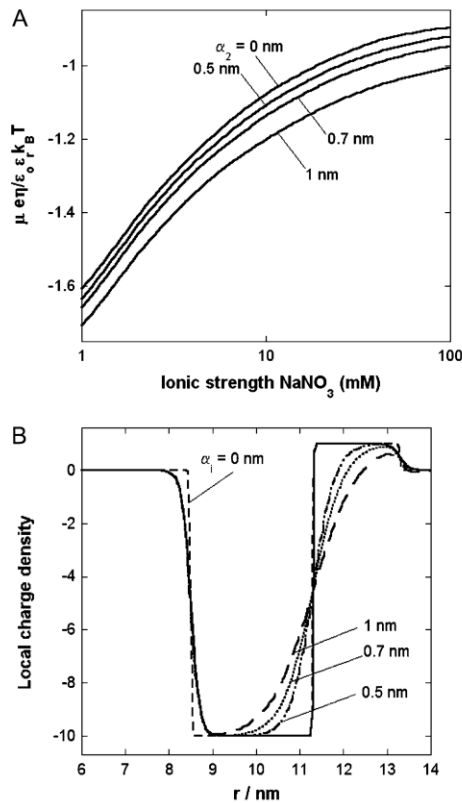 A
α₂ = 0 nm
0.5 nm
0.7 nm
1 nm
-1
-1.2
-1.4
-1.6
μ eη/εₒεᵣk_BT
1 10 100
Ionic strength NaNO₃ (mM)
B
αᵢ = 0 nm
0
-2
-4
-6
-8
-10
Local charge density
1 nm
0.7 nm
0.5 nm
6 7 8 9 10 11 12 13 14
r / nm